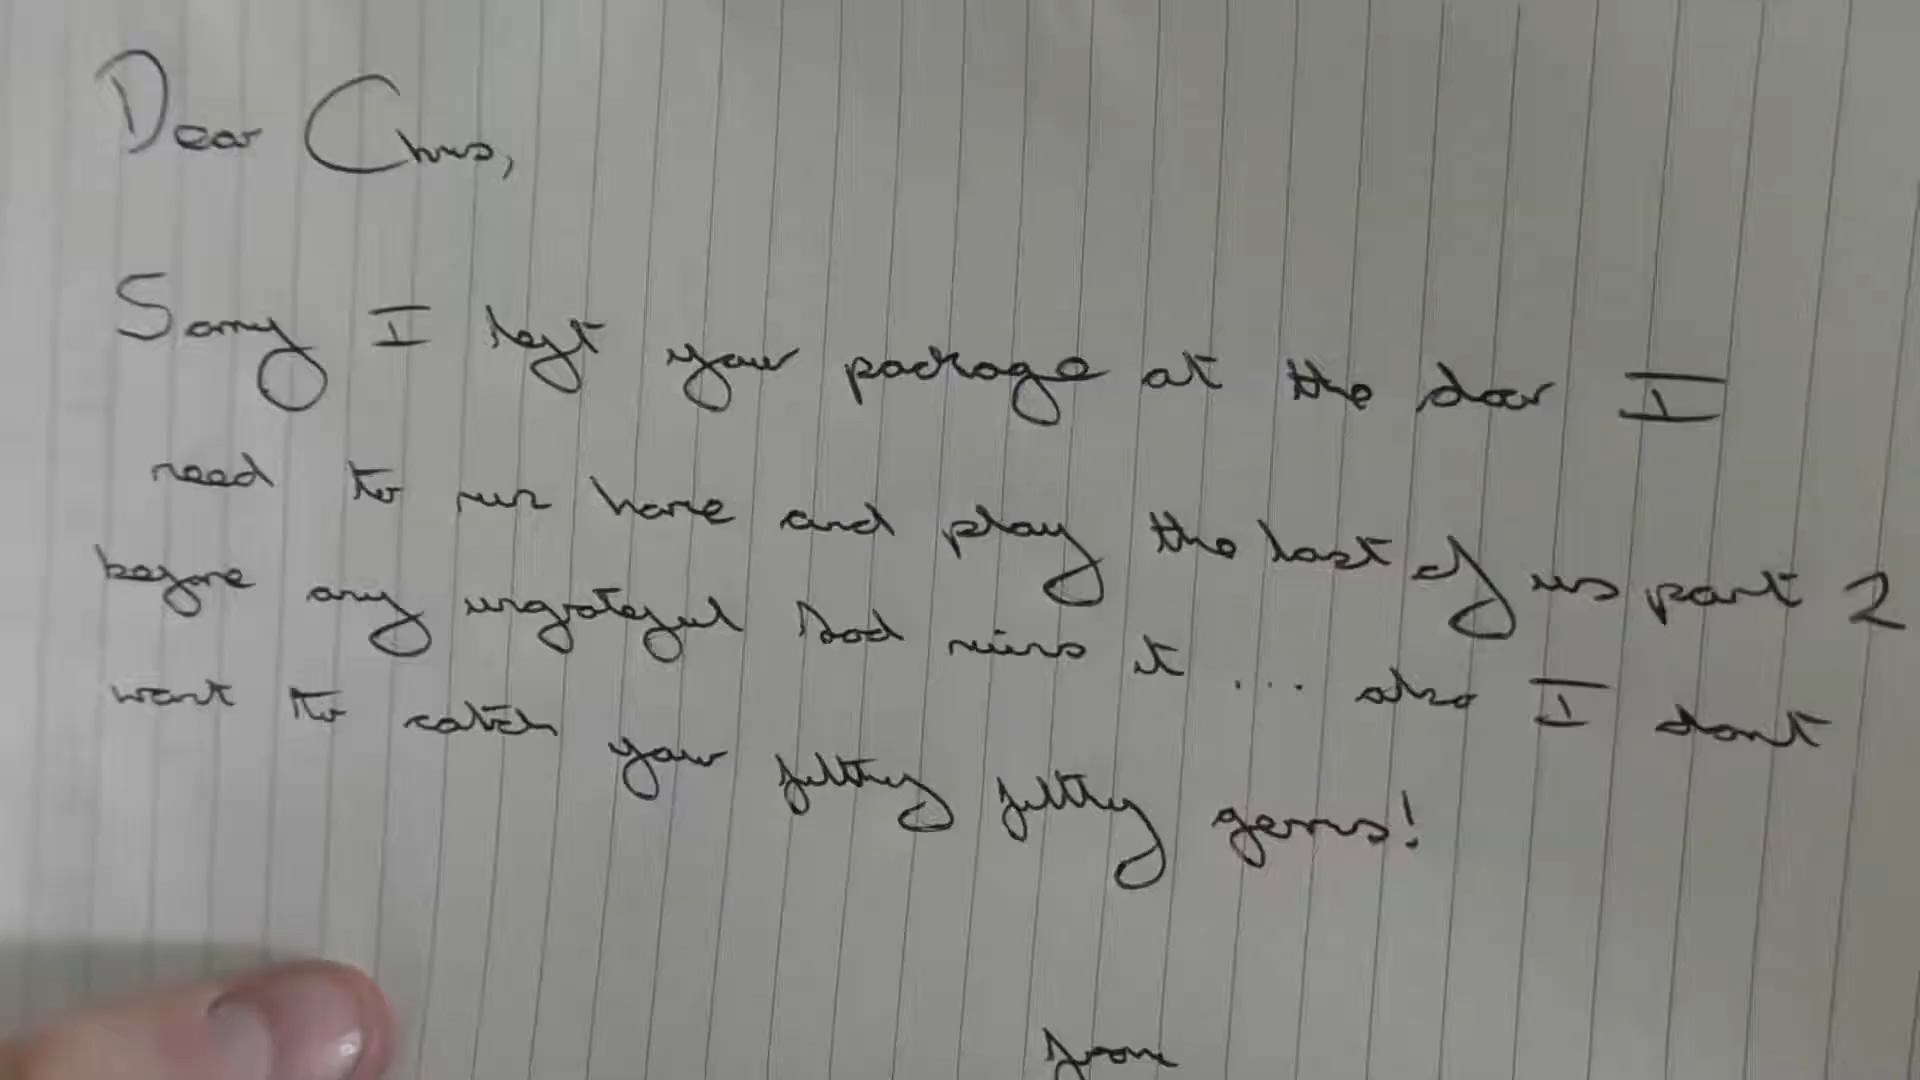 Dear Chris,
Sorry I left your package at the door I
need to run home and play the last of us part 2
before any ungrateful sod ruins it ... also I dont
want to catch your filthy filthy germs!
from